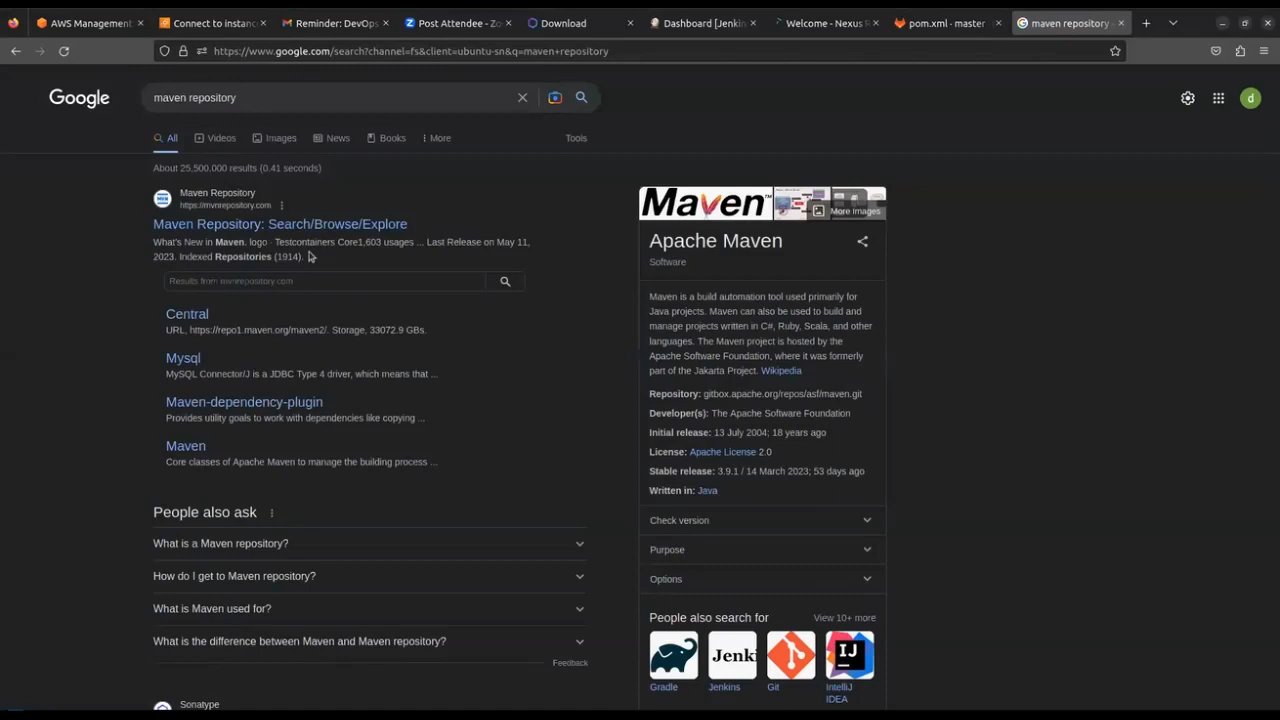 AWS Management
Connect to instanc
Reminder: DevOps
Post Attendee - Zo
Download
Dashboard [Jenkin
Welcome - Nexus R
pom.xml · master
maven repository -
https://www.google.com/search?channel=fs&client=ubuntu-sn&q=maven+repository
Google
maven repository
d
All
Videos
Images
News
Books
More
Tools
About 25,500,000 results (0.41 seconds)
Maven Repository
https://mvnrepository.com
Maven Repository: Search/Browse/Explore
What's New in Maven. logo · Testcontainers Core1,603 usages ... Last Release on May 11,
2023. Indexed Repositories (1914).
Results from mvnrepository.com
Central
URL, https://repo1.maven.org/maven2/. Storage, 33072.9 GBs.
Mysql
MySQL Connector/J is a JDBC Type 4 driver, which means that ...
Maven-dependency-plugin
Provides utility goals to work with dependencies like copying ...
Maven
Core classes of Apache Maven to manage the building process ...
People also ask
What is a Maven repository?
How do I get to Maven repository?
What is Maven used for?
What is the difference between Maven and Maven repository?
Feedback
Sonatype
Maven™
More images
Apache Maven
Software
Maven is a build automation tool used primarily for
Java projects. Maven can also be used to build and
manage projects written in C#, Ruby, Scala, and other
languages. The Maven project is hosted by the
Apache Software Foundation, where it was formerly
part of the Jakarta Project. Wikipedia
Repository: gitbox.apache.org/repos/asf/maven.git
Developer(s): The Apache Software Foundation
Initial release: 13 July 2004; 18 years ago
License: Apache License 2.0
Stable release: 3.9.1 / 14 March 2023; 53 days ago
Written in: Java
Check version
Purpose
Options
People also search for
View 10+ more
Jenki
IJ
Gradle
Jenkins
Git
IntelliJ
IDEA